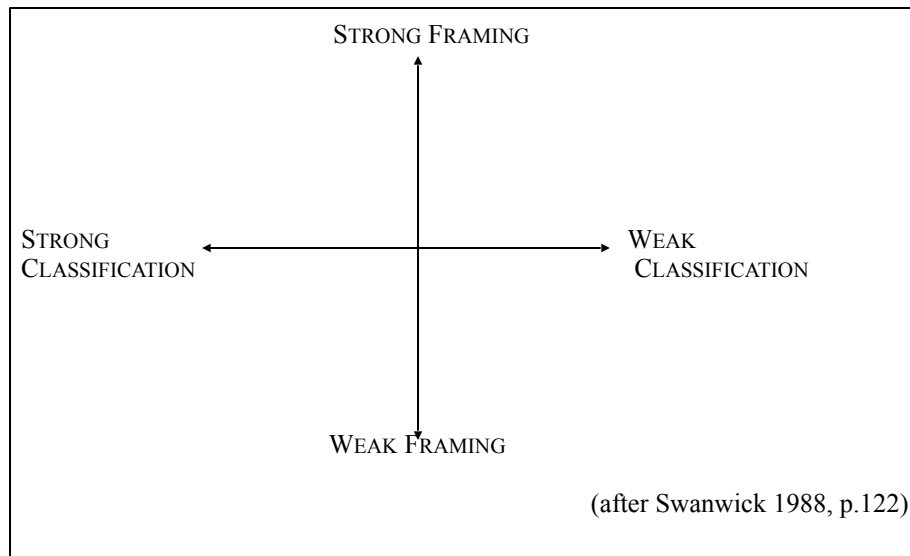 STRONG FRAMING
STRONG
CLASSIFICATION
WEAK
CLASSIFICATION
WEAK FRAMING
(after Swanwick 1988, p.122)